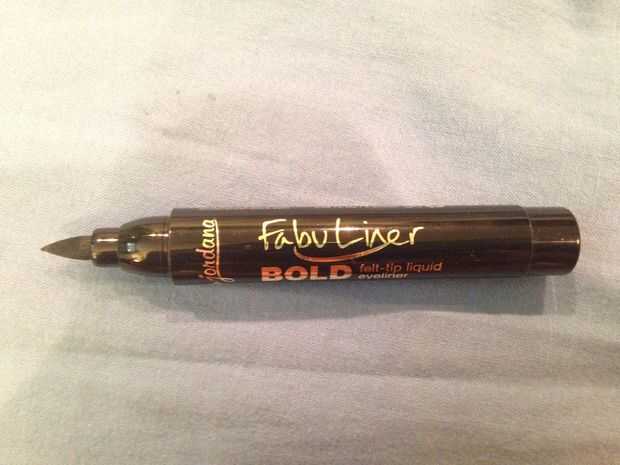 jordana
FabuLiner
BOLD felt-tip liquid
eyeliner